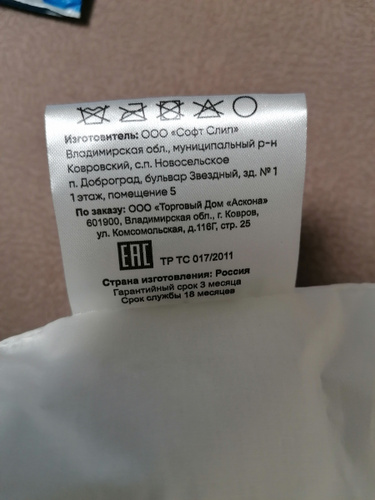 Изготовитель: ООО «Софт Слип»
Владимирская обл., муниципальный р-н
Ковровский, с.п. Новосельское
п. Доброград, бульвар Звездный, зд. № 1
1 этаж, помещение 5
По заказу: ООО «Торговый Дом «Аскона»
601900, Владимирская обл., г. Ковров,
ул. Комсомольская, д.116Г, стр. 25
ЕАС ТР ТС 017/2011
Страна изготовления: Россия
Гарантийный срок 3 месяца
Срок службы 18 месяцев